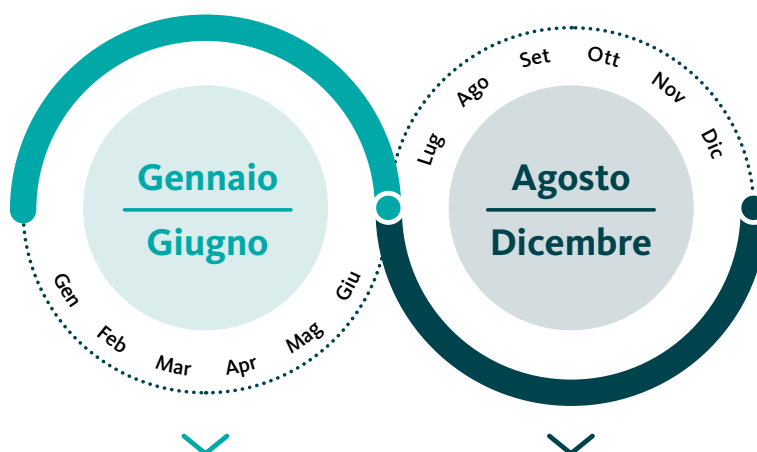 Gennaio
Giugno
Gen
Feb
Mar
Apr
Mag
Giu
Agosto
Dicembre
Lug
Ago
Set
Ott
Nov
Dic